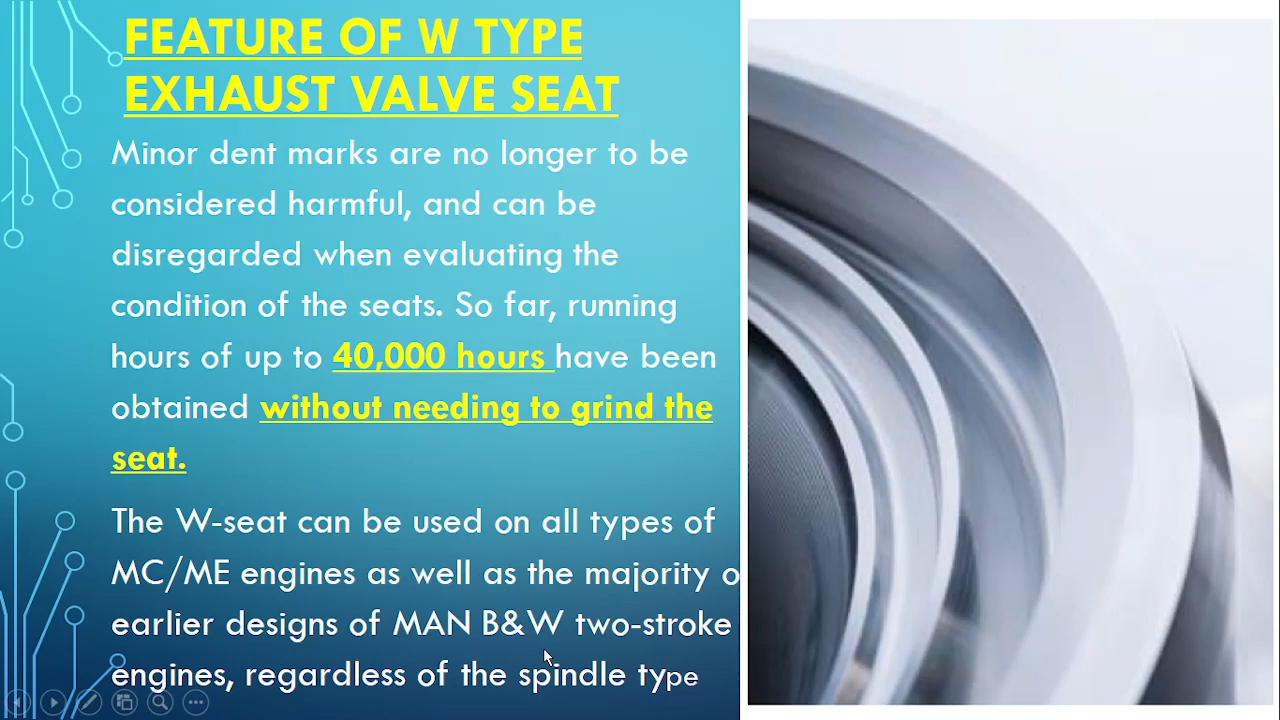 FEATURE OF W TYPE
EXHAUST VALVE SEAT
Minor dent marks are no longer to be
considered harmful, and can be
disregarded when evaluating the
condition of the seats. So far, running
hours of up to 40,000 hours have been
obtained without needing to grind the
seat.
The W-seat can be used on all types of
MC/ME engines as well as the majority o
earlier designs of MAN B&W two-stroke
engines, regardless of the spindle type